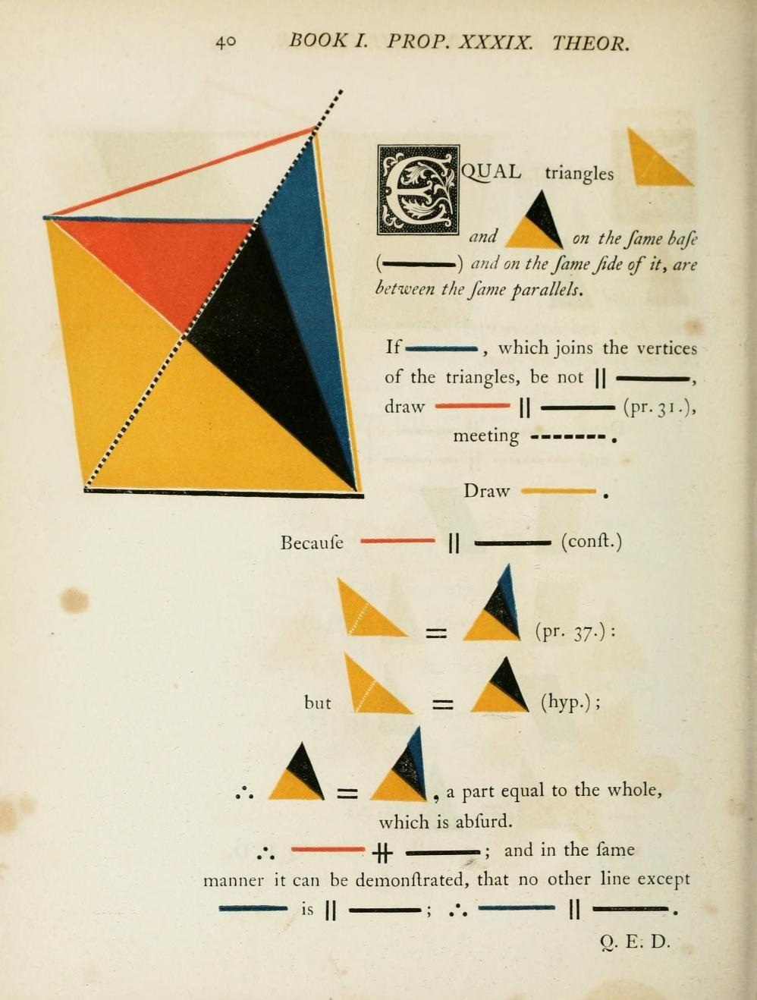 40 BOOK I. PROP. XXXIX. THEOR.
EQUAL triangles
and on the ſame baſe
( ) and on the ſame ſide of it, are
between the ſame parallels.
If , which joins the vertices
of the triangles, be not || ,
draw || (pr. 31.),
meeting .
Draw .
Becauſe || (conſt.)
= (pr. 37.) :
but = (hyp.) ;
∴ = , a part equal to the whole,
which is abſurd.
∴ ∦ ; and in the ſame
manner it can be demonſtrated, that no other line except
is || ; ∴ || .
Q. E. D.